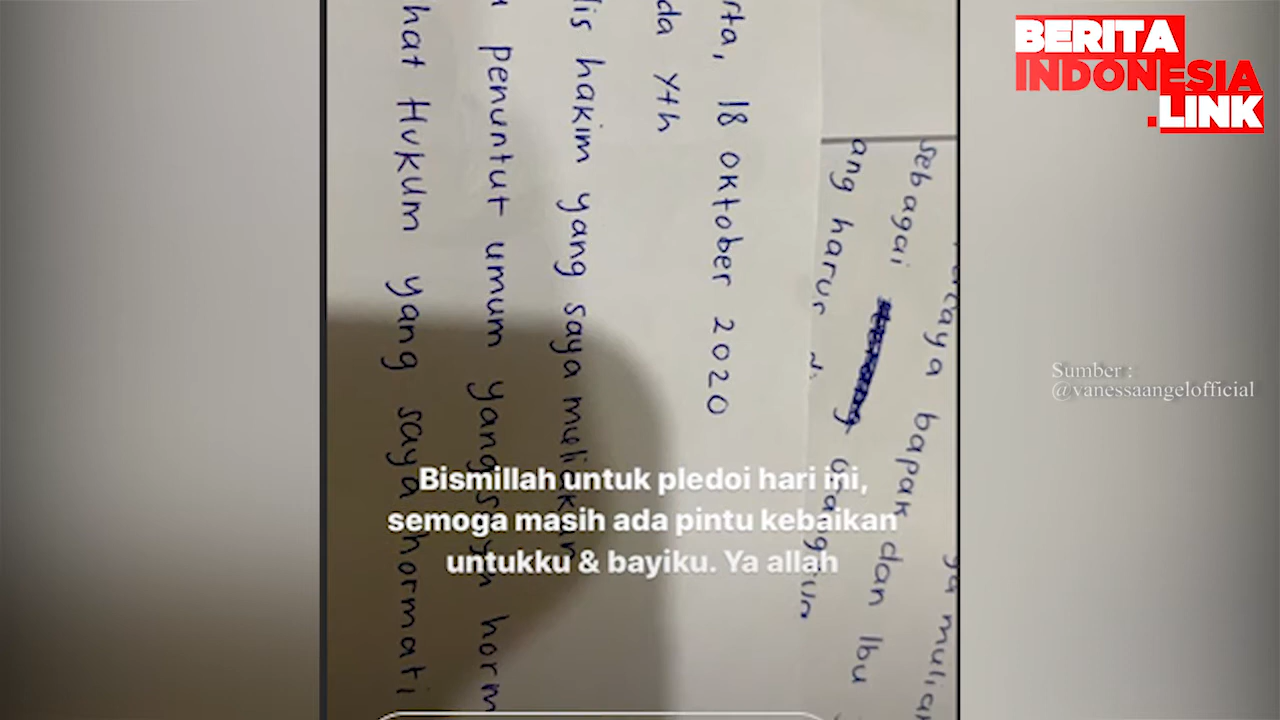 BERITA
INDONESIA
.LINK
rta, 18 Oktober 2020
da Yth
lis hakim yang saya muliakan
penuntut umum yang saya horm
hat Hukum yang saya hormati
caya bapak dan Ibu
sebagai
ang harus
Bismillah untuk pledoi hari ini,
semoga masih ada pintu kebaikan
untukku & bayiku. Ya allah
Sumber :
@vanessaangelofficial